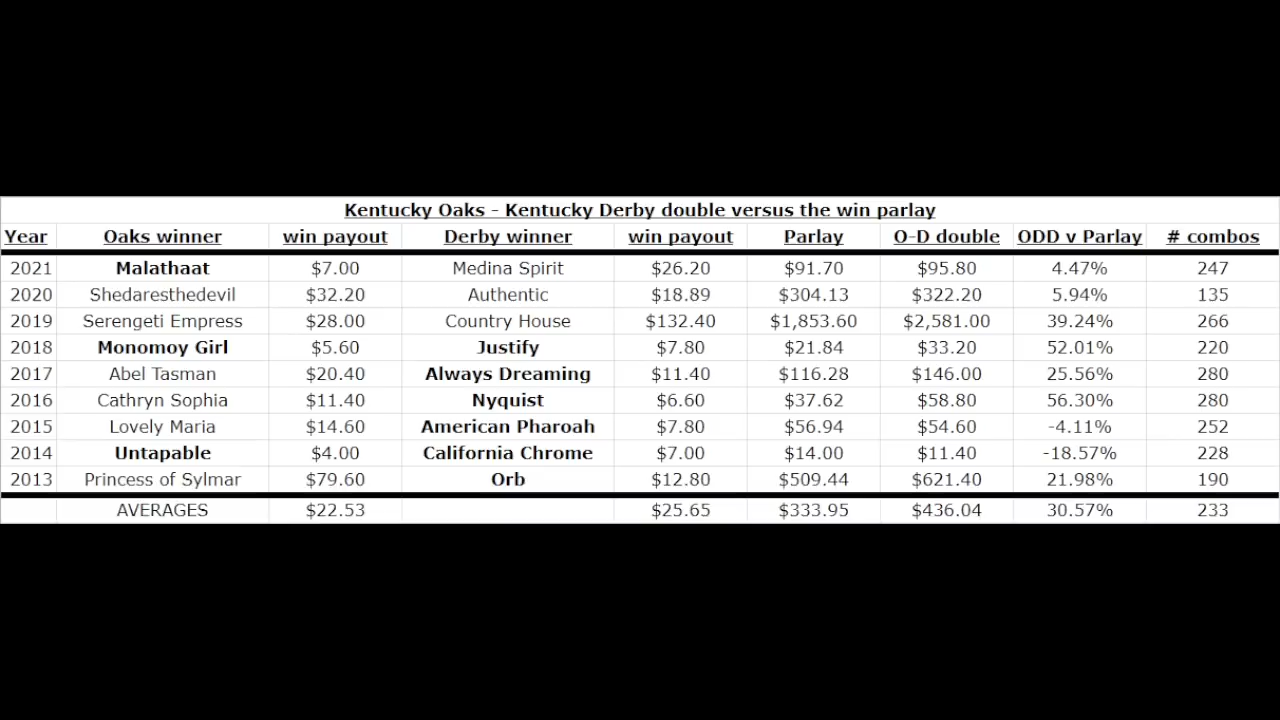 Kentucky Oaks - Kentucky Derby double versus the win parlay
Year Oaks winner win payout Derby winner win payout Parlay O-D double ODD v Parlay # combos
2021 Malathaat $7.00 Medina Spirit $26.20 $91.70 $95.80 4.47% 247
2020 Shedaresthedevil $32.20 Authentic $18.89 $304.13 $322.20 5.94% 135
2019 Serengeti Empress $28.00 Country House $132.40 $1,853.60 $2,581.00 39.24% 266
2018 Monomoy Girl $5.60 Justify $7.80 $21.84 $33.20 52.01% 220
2017 Abel Tasman $20.40 Always Dreaming $11.40 $116.28 $146.00 25.56% 280
2016 Cathryn Sophia $11.40 Nyquist $6.60 $37.62 $58.80 56.30% 280
2015 Lovely Maria $14.60 American Pharoah $7.80 $56.94 $54.60 -4.11% 252
2014 Untapable $4.00 California Chrome $7.00 $14.00 $11.40 -18.57% 228
2013 Princess of Sylmar $79.60 Orb $12.80 $509.44 $621.40 21.98% 190
AVERAGES $22.53 $25.65 $333.95 $436.04 30.57% 233